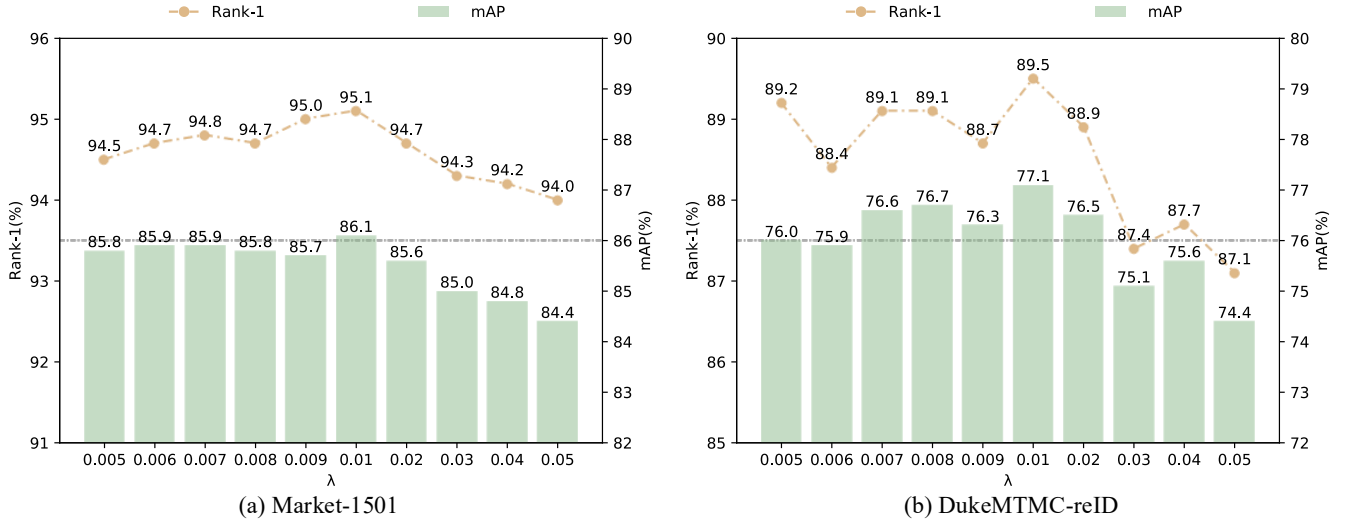 Rank-1 mAP
96
95
94
93
92
91
Rank-1(%)
94.5 94.7 94.8 94.7 95.0 95.1 94.7 94.3 94.2 94.0
85.8 85.9 85.9 85.8 85.7 86.1 85.6 85.0 84.8 84.4
90
89
88
87
86
85
84
83
82
mAP(%)
0.005 0.006 0.007 0.008 0.009 0.01 0.02 0.03 0.04 0.05
λ
(a) Market-1501
Rank-1 mAP
90
89
88
87
86
85
Rank-1(%)
89.2 88.4 89.1 89.1 88.7 89.5 88.9 87.4 87.7 87.1
76.0 75.9 76.6 76.7 76.3 77.1 76.5 75.1 75.6 74.4
80
79
78
77
76
75
74
73
72
mAP(%)
0.005 0.006 0.007 0.008 0.009 0.01 0.02 0.03 0.04 0.05
λ
(b) DukeMTMC-reID